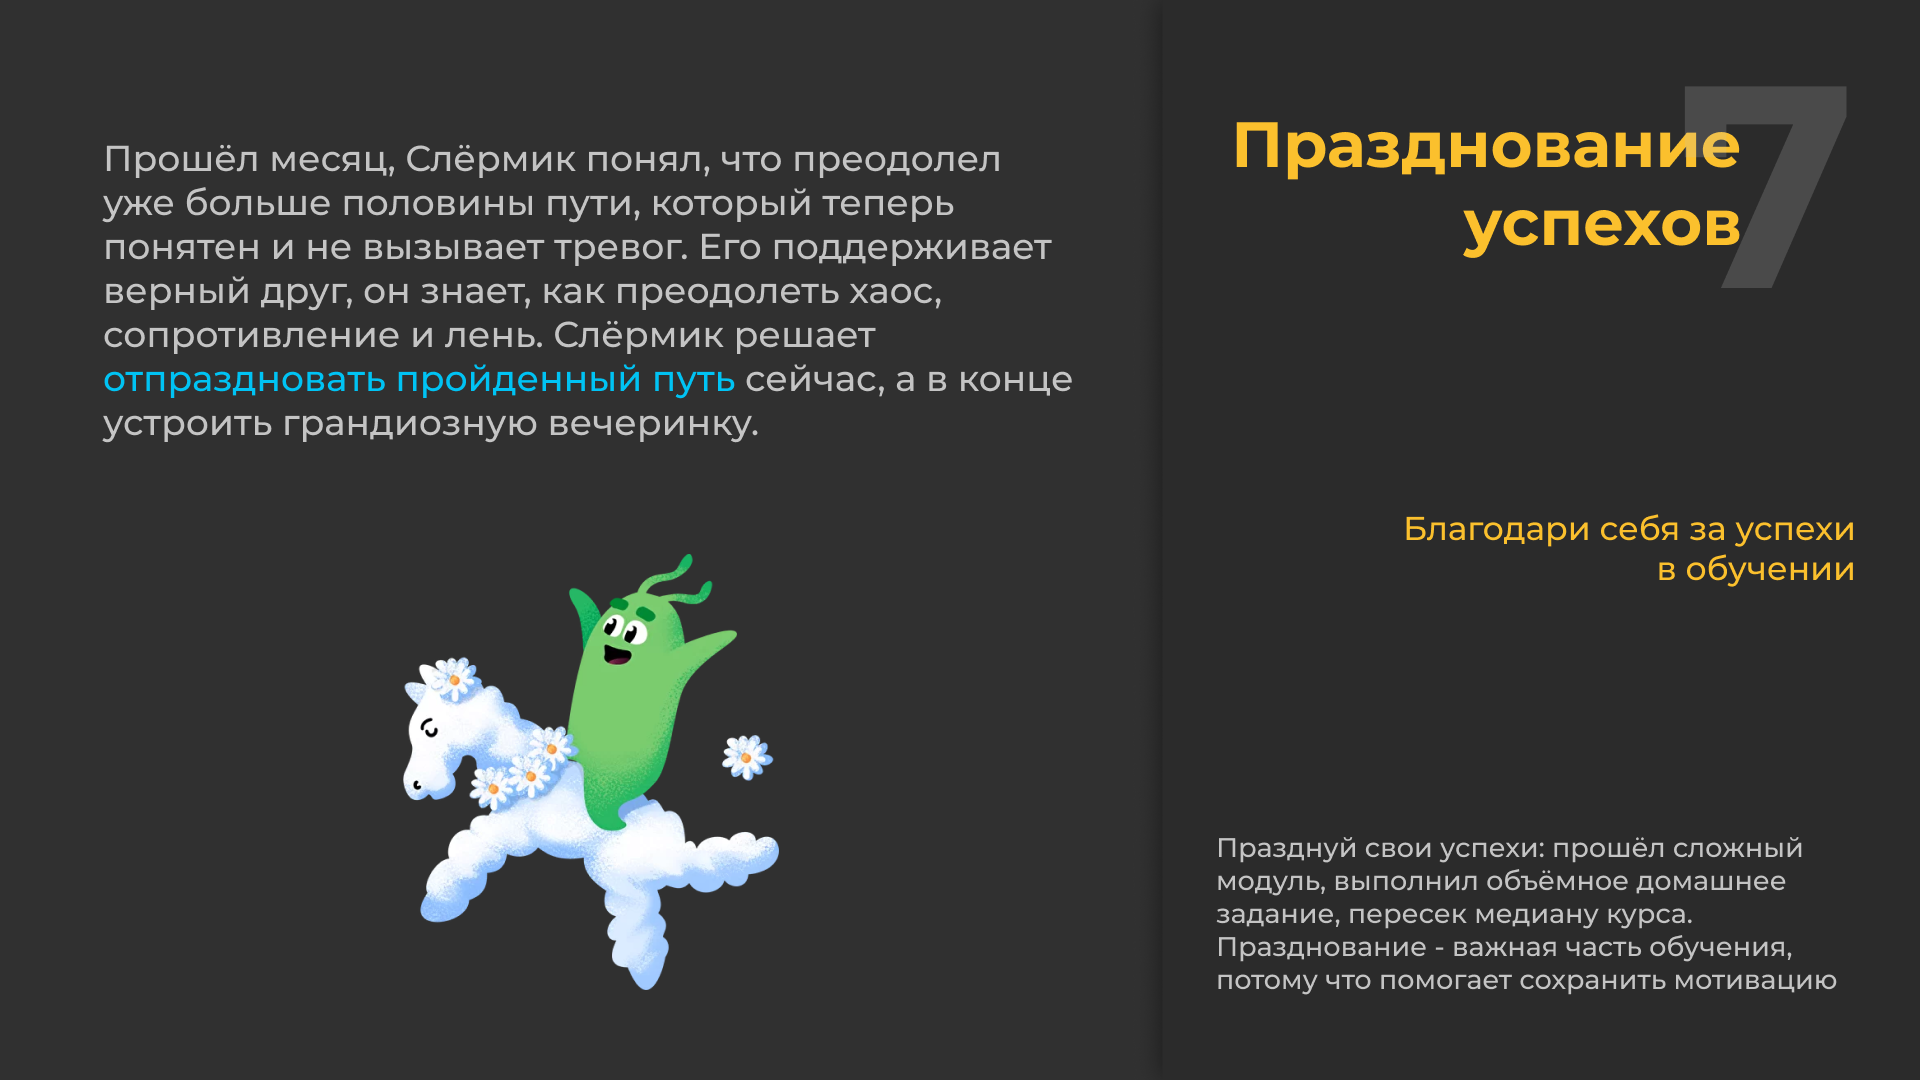 Прошёл месяц, Слёрмик понял, что преодолел
уже больше половины пути, который теперь
понятен и не вызывает тревог. Его поддерживает
верный друг, он знает, как преодолеть хаос,
сопротивление и лень. Слёрмик решает
отпраздновать пройденный путь сейчас, а в конце
устроить грандиозную вечеринку.
7
Празднование
успехов
Благодари себя за успехи
в обучении
Празднуй свои успехи: прошёл сложный
модуль, выполнил объёмное домашнее
задание, пересек медиану курса.
Празднование - важная часть обучения,
потому что помогает сохранить мотивацию